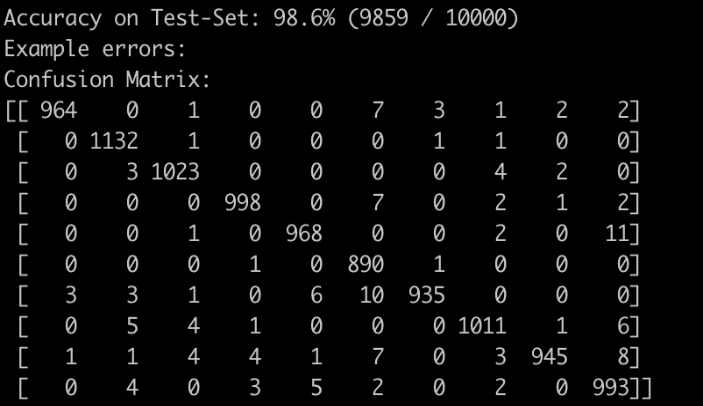 Accuracy on Test-Set: 98.6% (9859 / 10000)
Example errors:
Confusion Matrix:
[[ 964    0    1    0    0    7    3    1    2    2]
 [   0 1132    1    0    0    0    1    1    0    0]
 [   0    3 1023    0    0    0    0    4    2    0]
 [   0    0    0  998    0    7    0    2    1    2]
 [   0    0    1    0  968    0    0    2    0   11]
 [   0    0    0    1    0  890    1    0    0    0]
 [   3    3    1    0    6   10  935    0    0    0]
 [   0    5    4    1    0    0    0 1011    1    6]
 [   1    1    4    4    1    7    0    3  945    8]
 [   0    4    0    3    5    2    0    2    0  993]]